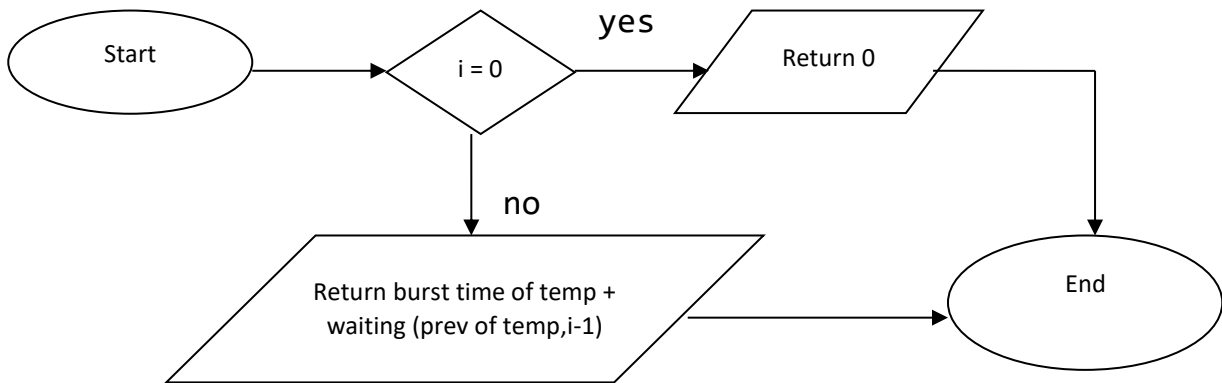 Start
i = 0
yes
Return 0
no
Return burst time of temp +
waiting (prev of temp,i-1)
End